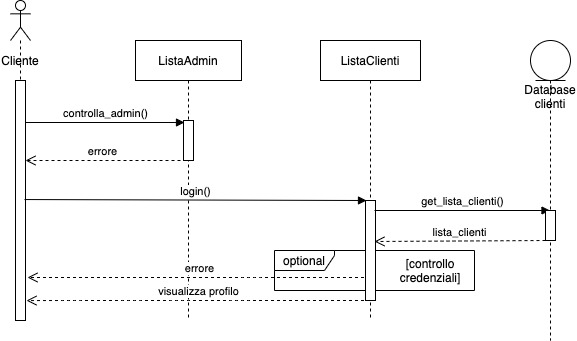 Cliente
ListaAdmin
ListaClienti
Database
clienti
controlla_admin()
errore
login()
get_lista_clienti()
lista_clienti
optional
[controllo
credenziali]
errore
visualizza profilo